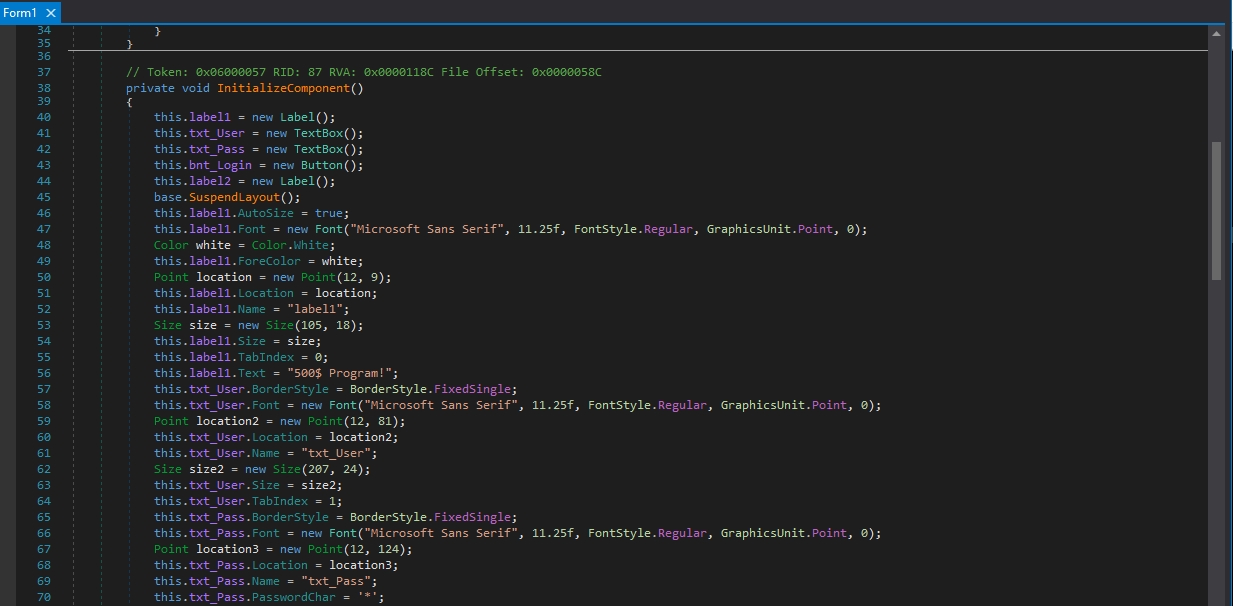 Form1 ✕
34 }
35 }
36
37 // Token: 0x06000057 RID: 87 RVA: 0x0000118C File Offset: 0x0000058C
38 private void InitializeComponent()
39 {
40 this.label1 = new Label();
41 this.txt_User = new TextBox();
42 this.txt_Pass = new TextBox();
43 this.bnt_Login = new Button();
44 this.label2 = new Label();
45 base.SuspendLayout();
46 this.label1.AutoSize = true;
47 this.label1.Font = new Font("Microsoft Sans Serif", 11.25f, FontStyle.Regular, GraphicsUnit.Point, 0);
48 Color white = Color.White;
49 this.label1.ForeColor = white;
50 Point location = new Point(12, 9);
51 this.label1.Location = location;
52 this.label1.Name = "label1";
53 Size size = new Size(105, 18);
54 this.label1.Size = size;
55 this.label1.TabIndex = 0;
56 this.label1.Text = "500$ Program!";
57 this.txt_User.BorderStyle = BorderStyle.FixedSingle;
58 this.txt_User.Font = new Font("Microsoft Sans Serif", 11.25f, FontStyle.Regular, GraphicsUnit.Point, 0);
59 Point location2 = new Point(12, 81);
60 this.txt_User.Location = location2;
61 this.txt_User.Name = "txt_User";
62 Size size2 = new Size(207, 24);
63 this.txt_User.Size = size2;
64 this.txt_User.TabIndex = 1;
65 this.txt_Pass.BorderStyle = BorderStyle.FixedSingle;
66 this.txt_Pass.Font = new Font("Microsoft Sans Serif", 11.25f, FontStyle.Regular, GraphicsUnit.Point, 0);
67 Point location3 = new Point(12, 124);
68 this.txt_Pass.Location = location3;
69 this.txt_Pass.Name = "txt_Pass";
70 this.txt_Pass.PasswordChar = '*';